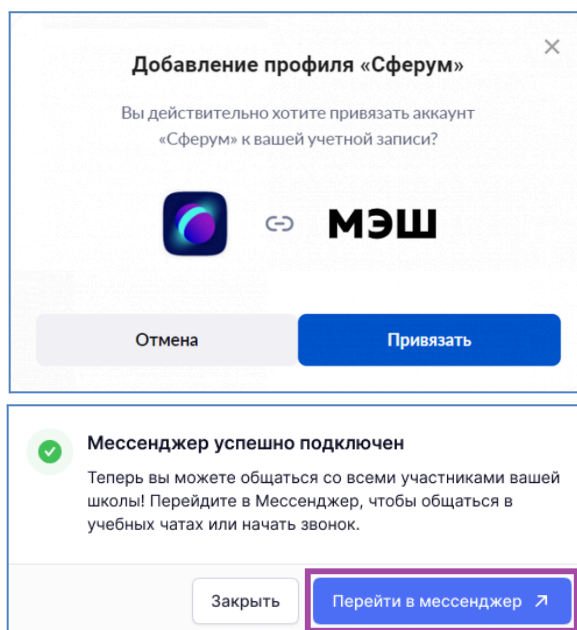 Добавление профиля «Сферум»
Вы действительно хотите привязать аккаунт
«Сферум» к вашей учетной записи?
МЭШ
Отмена
Привязать
Мессенджер успешно подключен
Теперь вы можете общаться со всеми участниками вашей
школы! Перейдите в Мессенджер, чтобы общаться в
учебных чатах или начать звонок.
Закрыть
Перейти в мессенджер